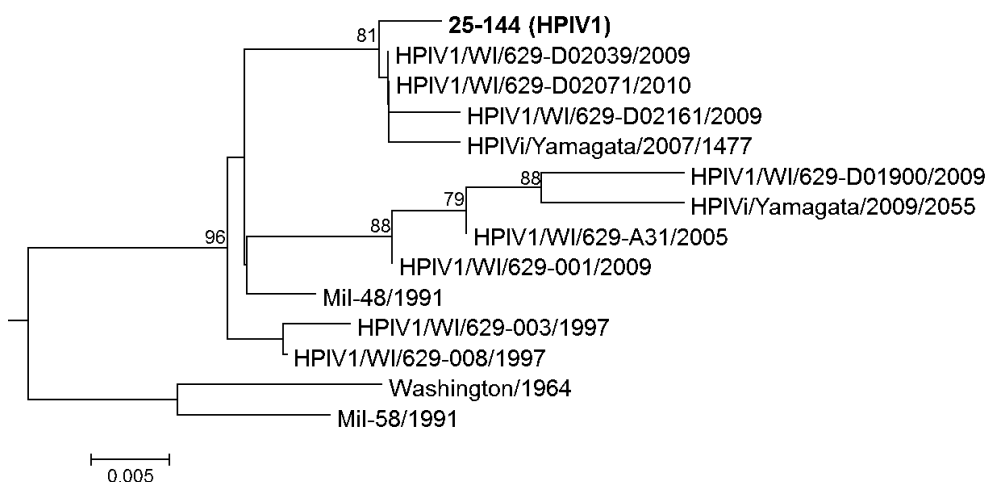 81
25-144 (HPIV1)
HPIV1/WI/629-D02039/2009
HPIV1/WI/629-D02071/2010
HPIV1/WI/629-D02161/2009
HPIVi/Yamagata/2007/1477
88
HPIV1/WI/629-D01900/2009
79
HPIVi/Yamagata/2009/2055
96
88
HPIV1/WI/629-A31/2005
HPIV1/WI/629-001/2009
Mil-48/1991
HPIV1/WI/629-003/1997
HPIV1/WI/629-008/1997
Washington/1964
Mil-58/1991
0.005